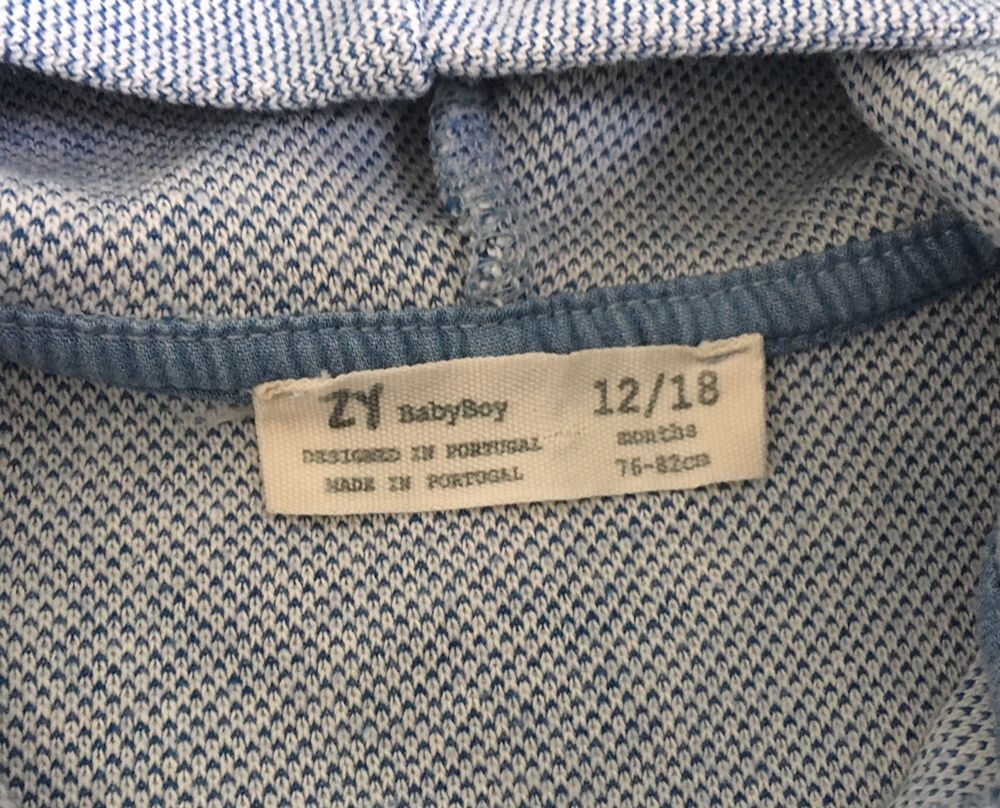 ZY BabyBoy
DESIGNED IN PORTUGAL
MADE IN PORTUGAL
12/18
months
76-82cm